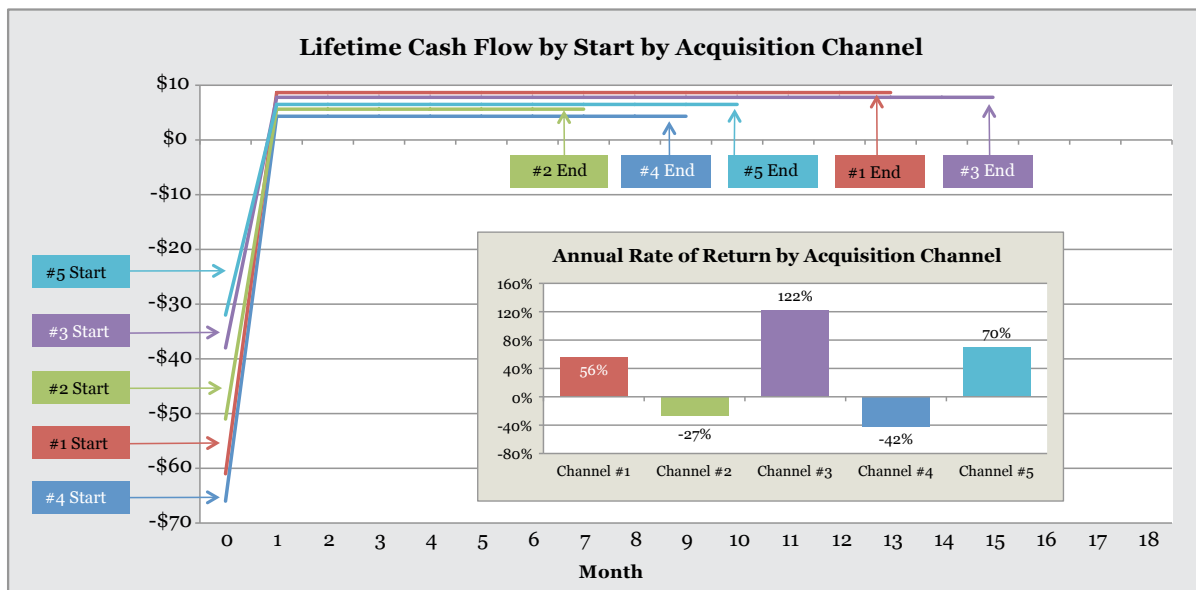 Lifetime Cash Flow by Start by Acquisition Channel
$10
$0
-$10
-$20
-$30
-$40
-$50
-$60
-$70
#5 Start
#3 Start
#2 Start
#1 Start
#4 Start
#2 End
#4 End
#5 End
#1 End
#3 End
Annual Rate of Return by Acquisition Channel
160%
120%
80%
40%
0%
-40%
-80%
56%
-27%
122%
-42%
70%
Channel #1 Channel #2 Channel #3 Channel #4 Channel #5
0 1 2 3 4 5 6 7 8 9 10 11 12 13 14 15 16 17 18
Month